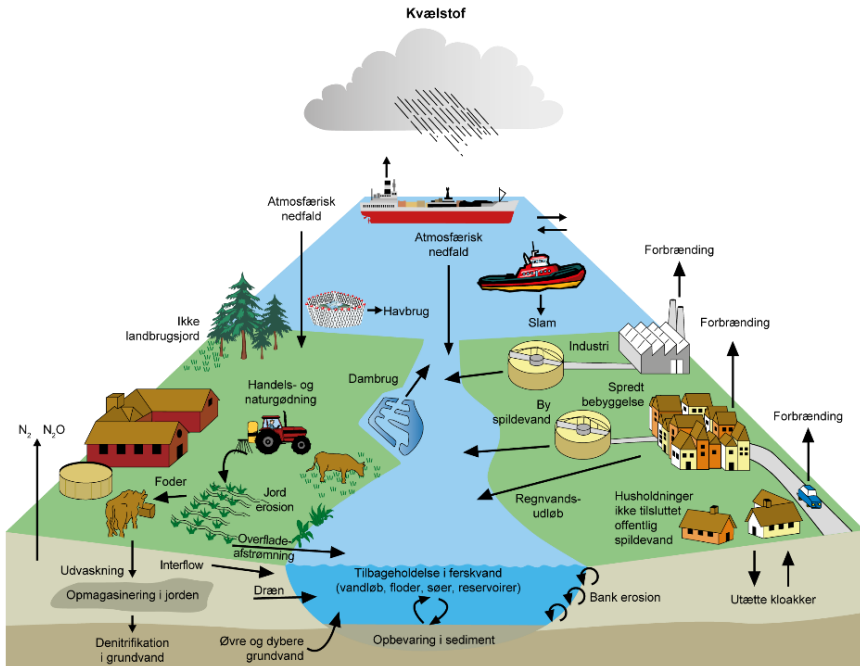 Kvælstof
Atmosfærisk
nedfald
Atmosfærisk
nedfald
Forbrænding
Ikke
landbrugsjord
Havbrug
Slam
Forbrænding
Industri
Handels- og
naturgødning
Dambrug
Spredt
bebyggelse
By
spildevand
Forbrænding
N₂ N₂O
Foder
Jord
erosion
Regnvands-
udløb
Husholdninger
ikke tilsluttet
offentlig
spildevand
Overflade-
afstrømning
Udvaskning
Interflow
Tilbageholdelse i ferskvand
(vandløb, floder, søer, reservoirer)
Bank erosion
Utætte kloakker
Opmagasinering i jorden
Dræn
Denitrifikation
i grundvand
Øvre og dybere
grundvand
Opbevaring i sediment